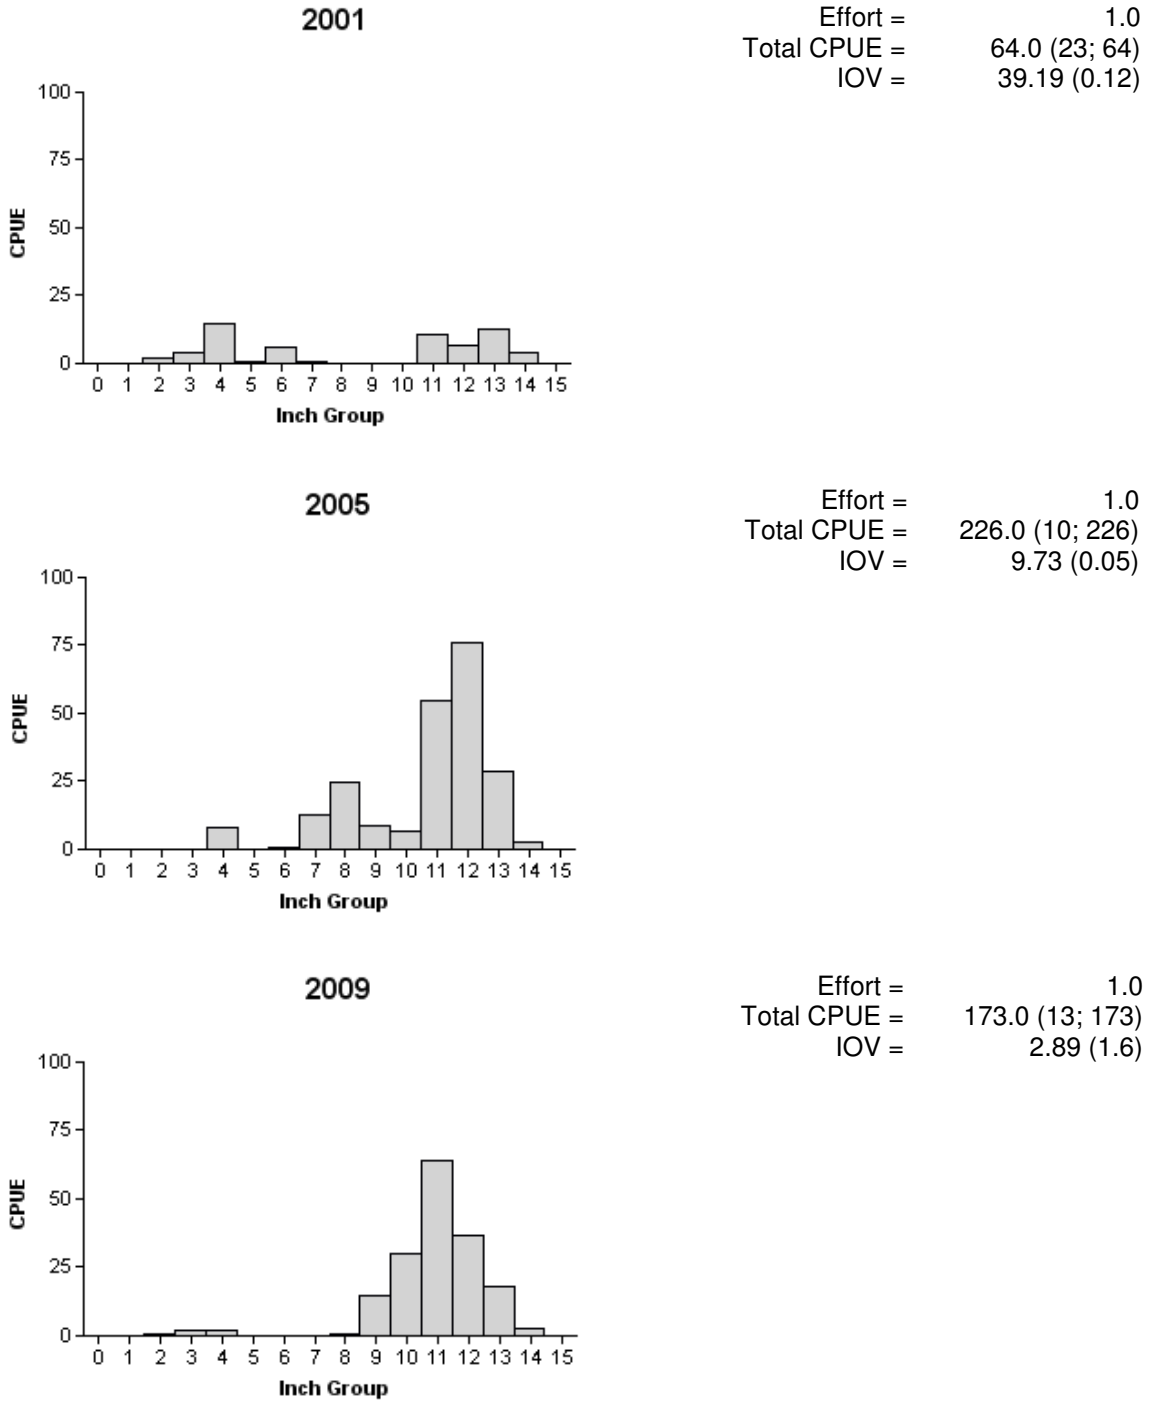 2001
Effort = 1.0
Total CPUE = 64.0 (23; 64)
IOV = 39.19 (0.12)
100
75
50
25
0
CPUE
0 1 2 3 4 5 6 7 8 9 10 11 12 13 14 15
Inch Group
2005
Effort = 1.0
Total CPUE = 226.0 (10; 226)
IOV = 9.73 (0.05)
100
75
50
25
0
CPUE
0 1 2 3 4 5 6 7 8 9 10 11 12 13 14 15
Inch Group
2009
Effort = 1.0
Total CPUE = 173.0 (13; 173)
IOV = 2.89 (1.6)
100
75
50
25
0
CPUE
0 1 2 3 4 5 6 7 8 9 10 11 12 13 14 15
Inch Group